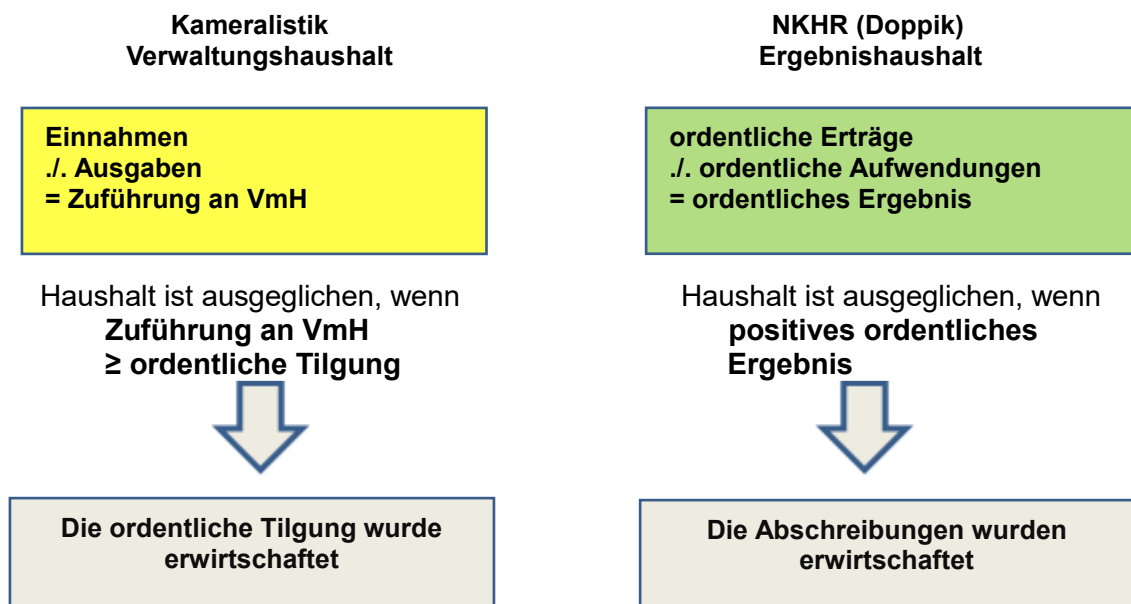 Kameralistik
Verwaltungshaushalt
Einnahmen
./. Ausgaben
= Zuführung an VmH
Haushalt ist ausgeglichen, wenn
Zuführung an VmH
≥ ordentliche Tilgung
Die ordentliche Tilgung wurde
erwirtschaftet
NKHR (Doppik)
Ergebnishaushalt
ordentliche Erträge
./. ordentliche Aufwendungen
= ordentliches Ergebnis
Haushalt ist ausgeglichen, wenn
positives ordentliches
Ergebnis
Die Abschreibungen wurden
erwirtschaftet